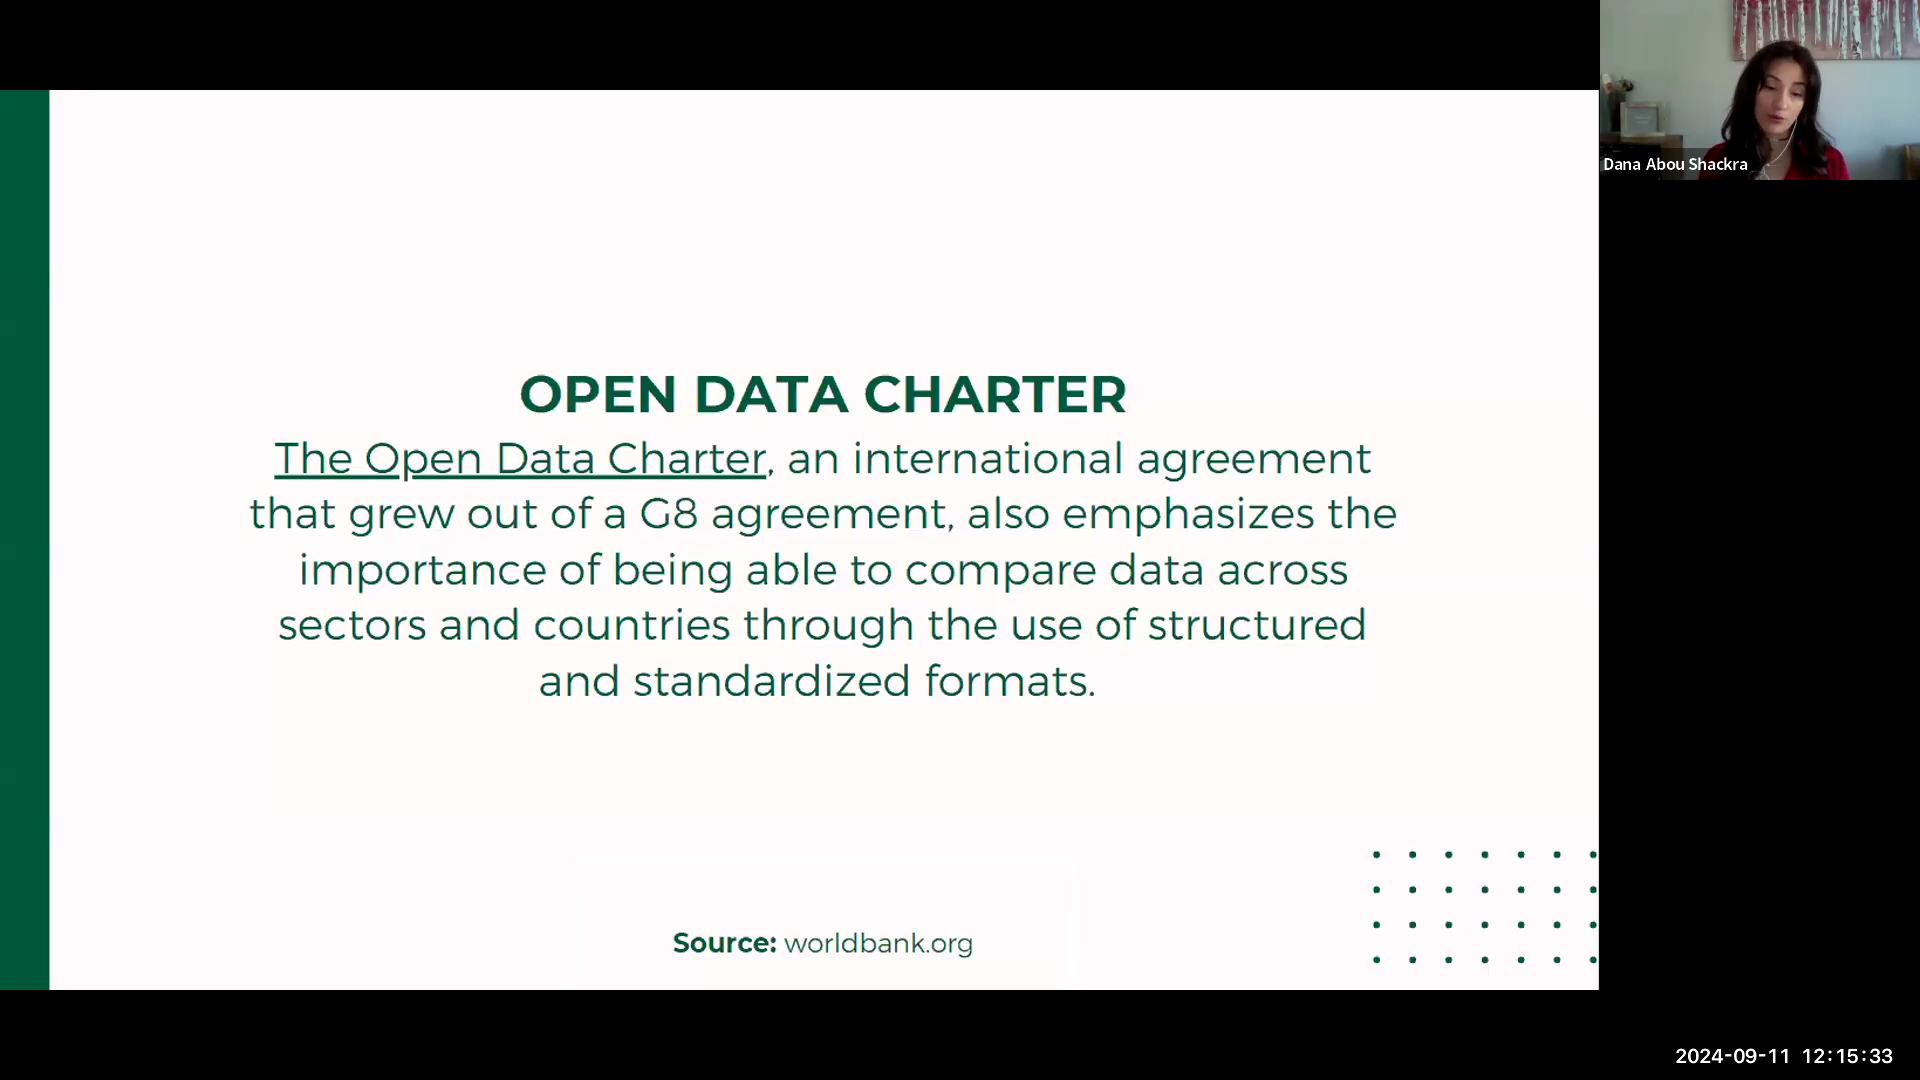 OPEN DATA CHARTER
The Open Data Charter, an international agreement
that grew out of a G8 agreement, also emphasizes the
importance of being able to compare data across
sectors and countries through the use of structured
and standardized formats.
Source: worldbank.org
Dana Abou Shackra
2024-09-11 12:15:33